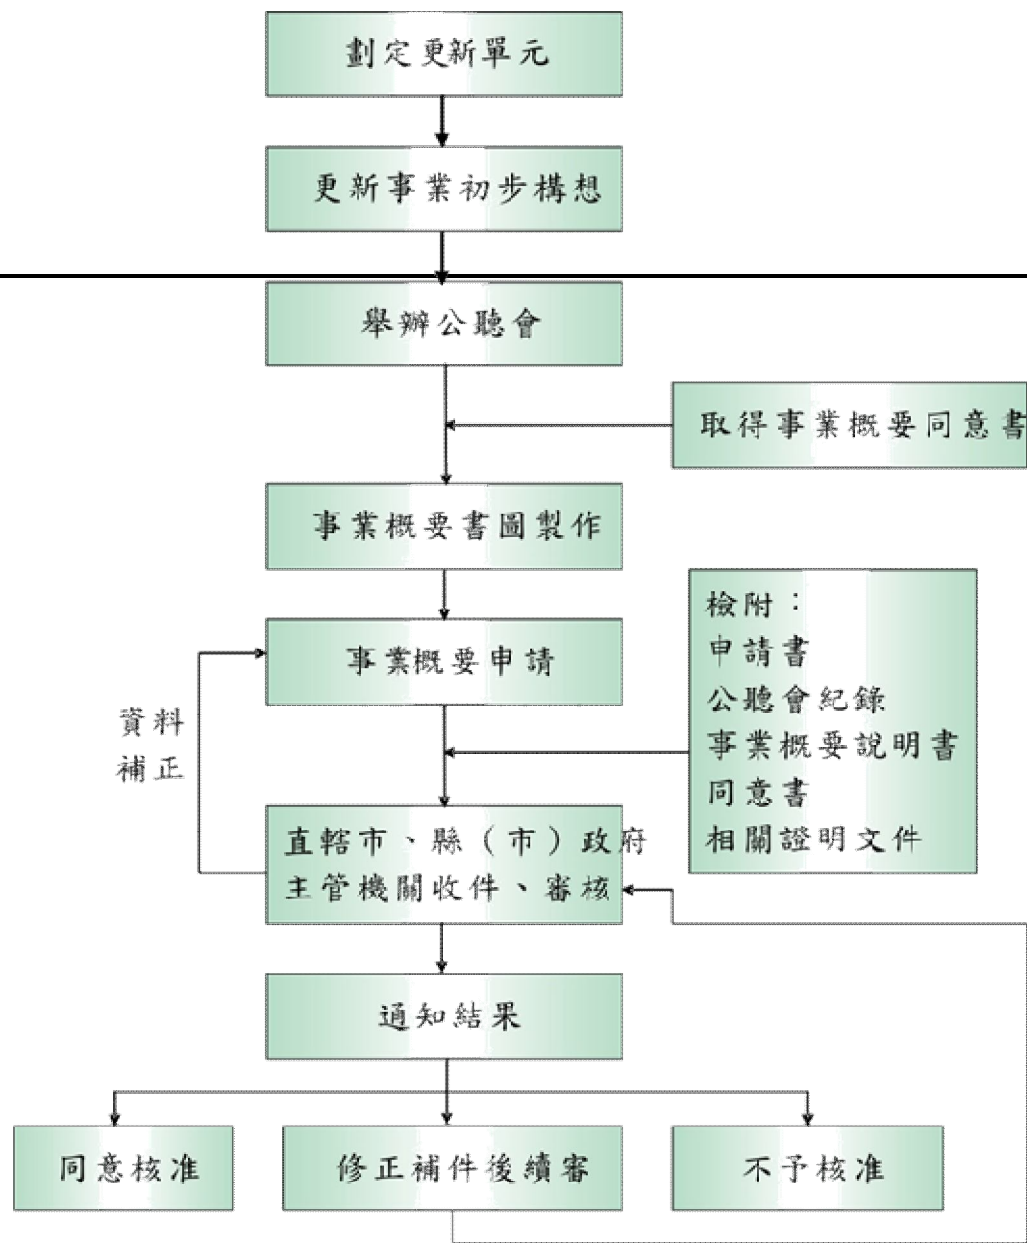 劃定更新單元
更新事業初步構想
舉辦公聽會
取得事業概要同意書
事業概要書圖製作
事業概要申請
檢附：
申請書
公聽會紀錄
事業概要說明書
同意書
相關證明文件
資料
補正
直轄市、縣（市）政府
主管機關收件、審核
通知結果
同意核准
修正補件後續審
不予核准